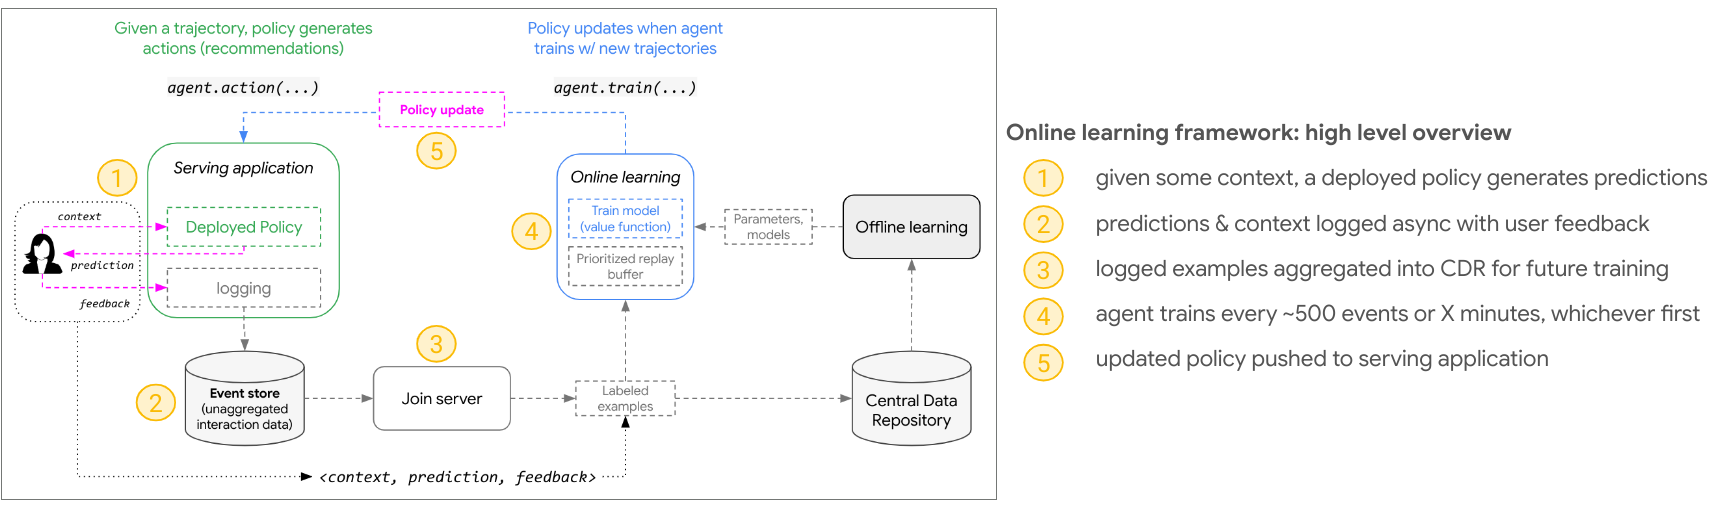 Given a trajectory, policy generates
actions (recommendations)
Policy updates when agent
trains w/ new trajectories
agent.action(...)
agent.train(...)
Policy update
5
1
Serving application
context
Deployed Policy
prediction
logging
feedback
Online learning
4
Train model
(value function)
Prioritized replay
buffer
Parameters,
models
Offline learning
3
2
Event store
(unaggregated
interaction data)
Join server
Labeled
examples
Central Data
Repository
<context, prediction, feedback>
Online learning framework: high level overview
1 given some context, a deployed policy generates predictions
2 predictions & context logged async with user feedback
3 logged examples aggregated into CDR for future training
4 agent trains every ~500 events or X minutes, whichever first
5 updated policy pushed to serving application